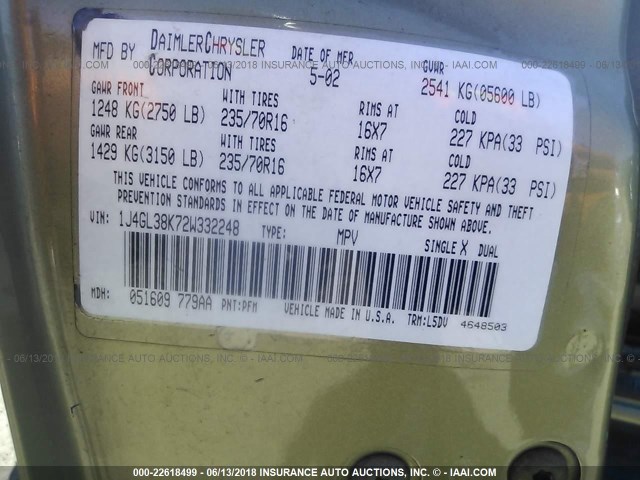 MFD BY DAIMLERCHRYSLER CORPORATION DATE OF MFR 5-02 GVWR 2541 KG(05600 LB)
GAWR FRONT WITH TIRES RIMS AT COLD
1248 KG(2750 LB) 235/70R16 16X7 227 KPA(33 PSI)
GAWR REAR WITH TIRES RIMS AT COLD
1429 KG(3150 LB) 235/70R16 16X7 227 KPA(33 PSI)
THIS VEHICLE CONFORMS TO ALL APPLICABLE FEDERAL MOTOR VEHICLE SAFETY AND THEFT
PREVENTION STANDARDS IN EFFECT ON THE DATE OF MANUFACTURE SHOWN ABOVE.
VIN: 1J4GL38K72W332248 TYPE: MPV SINGLE X DUAL
MDH: 051609 779AA PNT:PFM VEHICLE MADE IN U.S.A. TRM:L5DV 4648503
000-22618499 - 06/13/2018 INSURANCE AUTO AUCTIONS INC. © - IAAI.COM